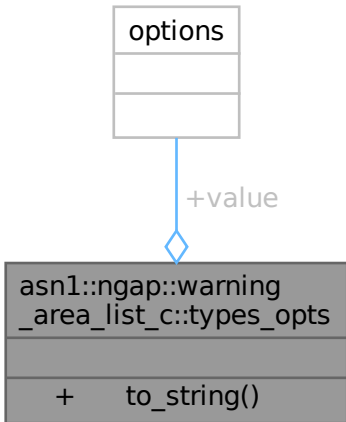 options
+value
asn1::ngap::warning
_area_list_c::types_opts
+ to_string()